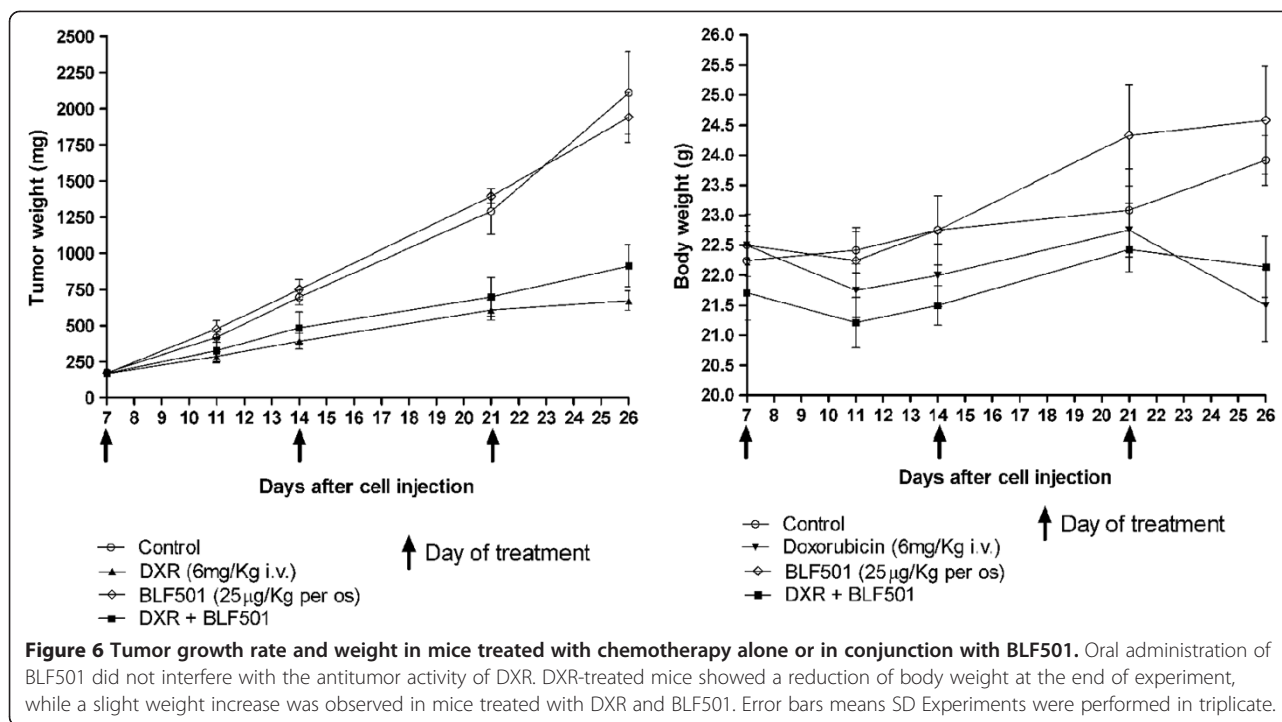 2500
2250
2000
1750
1500
1250
1000
750
500
250
0
Tumor weight (mg)
7 8 10 11 12 13 14 15 16 17 18 19 20 21 22 23 25 26
Days after cell injection
Control
DXR (6mg/Kg i.v.)
BLF501 (25µg/Kg per os)
DXR + BLF501
Day of treatment
26.0
25.5
25.0
24.5
24.0
23.5
23.0
22.5
22.0
21.5
21.0
20.5
20.0
Body weight (g)
7 8 10 11 12 13 14 15 16 17 18 19 20 21 22 23 25 26
Days after cell injection
Control
Doxorubicin (6mg/Kg i.v.)
BLF501 (25µg/Kg per os)
DXR + BLF501
Day of treatment
Figure 6 Tumor growth rate and weight in mice treated with chemotherapy alone or in conjunction with BLF501. Oral administration of
BLF501 did not interfere with the antitumor activity of DXR. DXR-treated mice showed a reduction of body weight at the end of experiment,
while a slight weight increase was observed in mice treated with DXR and BLF501. Error bars means SD Experiments were performed in triplicate.